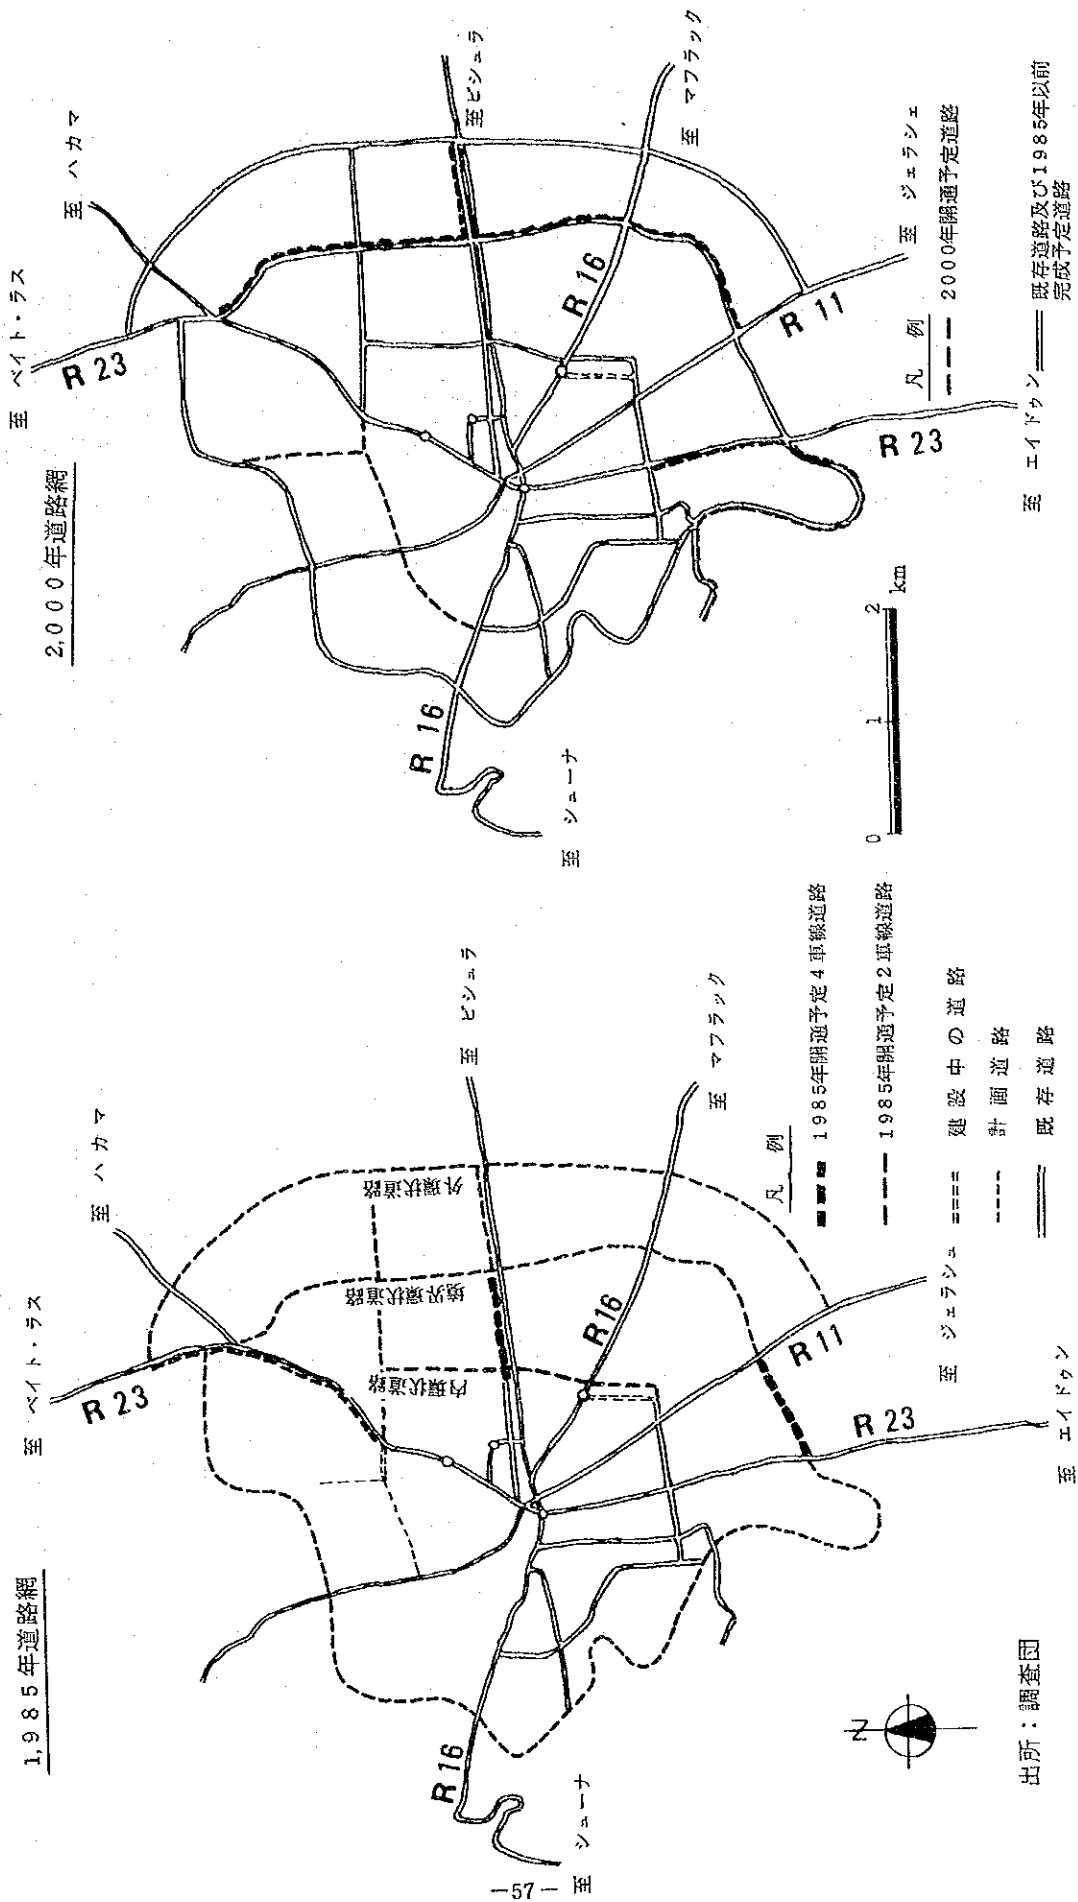 1,985年道路網
至 ベイト・ラス
至 ハカマ
R 23
至 ビシュラ
外環状道路
境界環状道路
内環状道路
至 マフラック
R16
R 11
R 23
R 16
至 シューナ
至 ジェラシュ
至 エイドゥン
凡 例
1985年開通予定4車線道路
1985年開通予定2車線道路
建設中の道路
計画道路
既存道路
N
出所：調査団
2,000年道路網
至 ベイト・ラス
至 ハカマ
R 23
至ビシュラ
至 マフラック
R 16
R 11
R 23
R 16
至 シューナ
至 ジェラシェ
至 エイドゥン
凡 例
2000年開通予定道路
既存道路及び1985年以前
完成予定道路
0 1 2 km
—57—